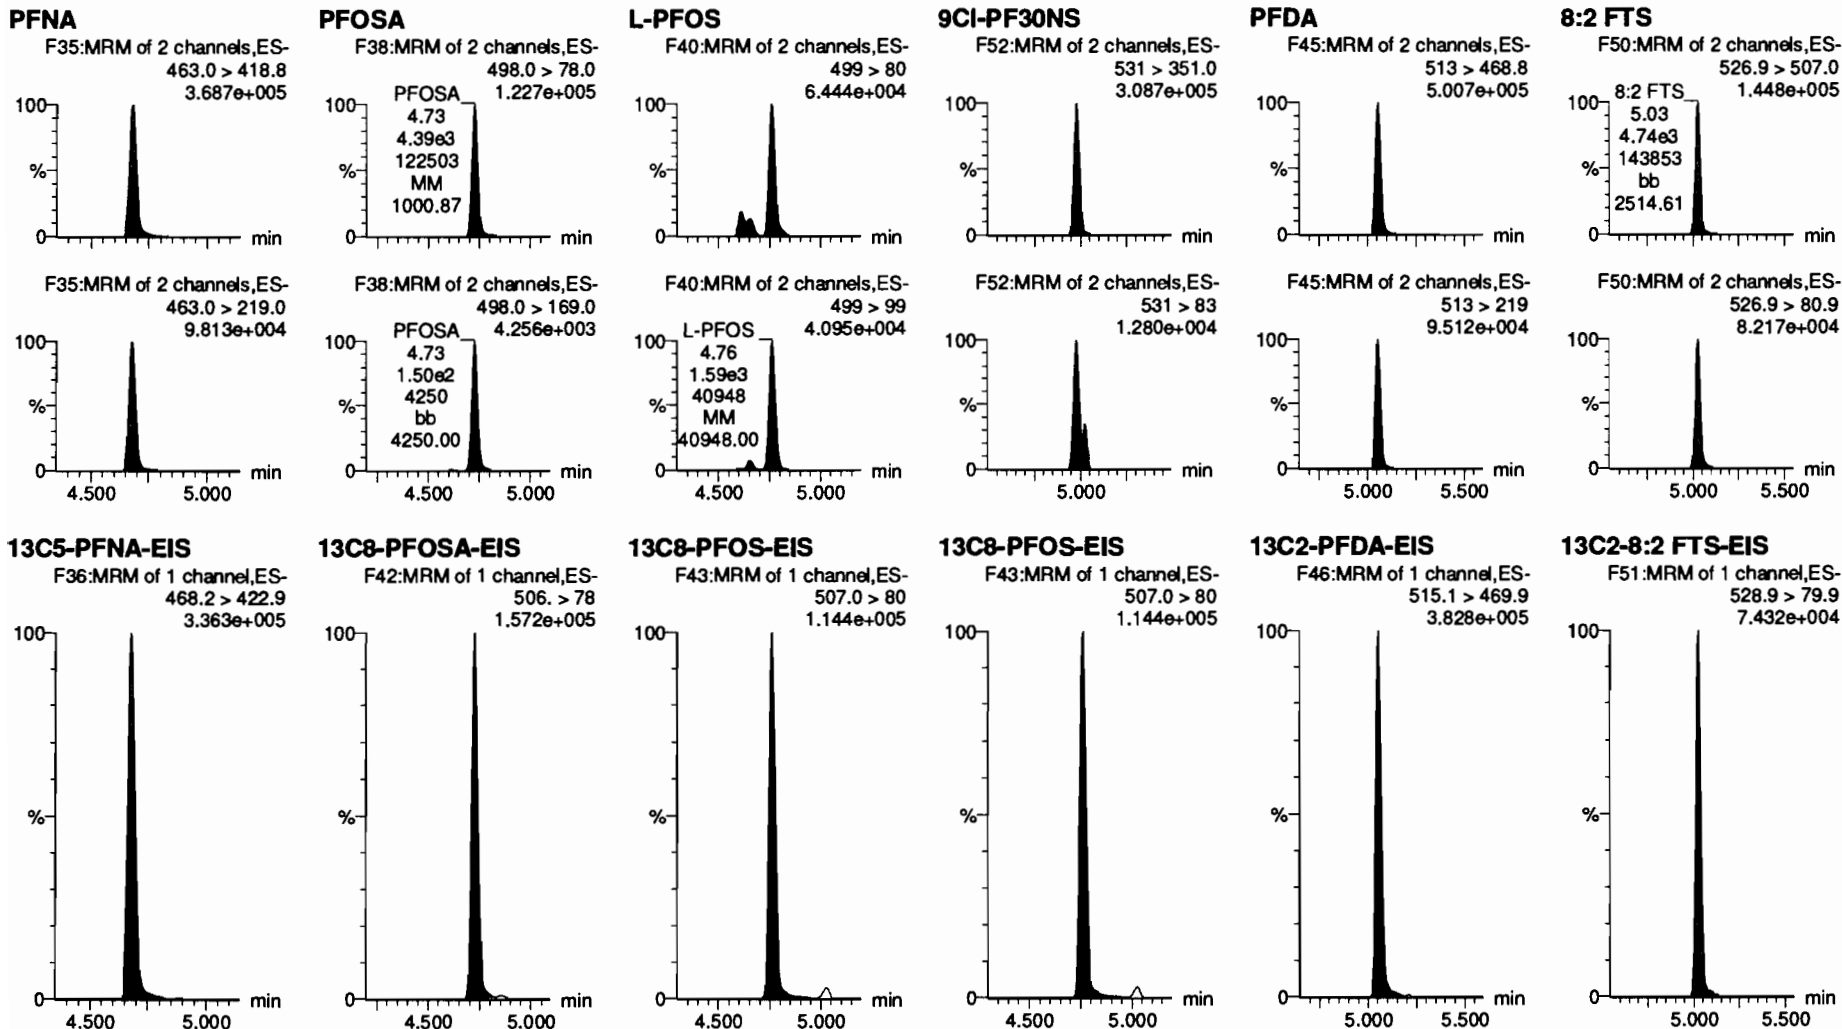 PFNA
F35:MRM of 2 channels,ES-
463.0 > 418.8
3.687e+005
100
%
0
min
F35:MRM of 2 channels,ES-
463.0 > 219.0
9.813e+004
100
%
0
4.500 5.000
PFOSA
F38:MRM of 2 channels,ES-
498.0 > 78.0
1.227e+005
100
PFOSA
4.73
4.39e3
122503
MM
1000.87
%
0
min
F38:MRM of 2 channels,ES-
498.0 > 169.0
4.256e+003
100
PFOSA
4.73
1.50e2
4250
bb
4250.00
%
0
4.500 5.000
L-PFOS
F40:MRM of 2 channels,ES-
499 > 80
6.444e+004
100
%
0
min
F40:MRM of 2 channels,ES-
499 > 99
4.095e+004
100
L-PFOS
4.76
1.59e3
40948
MM
40948.00
%
0
4.500 5.000
9Cl-PF30NS
F52:MRM of 2 channels,ES-
531 > 351.0
3.087e+005
100
%
0
min
F52:MRM of 2 channels,ES-
531 > 83
1.280e+004
100
%
0
5.000
PFDA
F45:MRM of 2 channels,ES-
513 > 468.8
5.007e+005
100
%
0
min
F45:MRM of 2 channels,ES-
513 > 219
9.512e+004
100
%
0
5.000 5.500
8:2 FTS
F50:MRM of 2 channels,ES-
526.9 > 507.0
1.448e+005
100
8:2 FTS
5.03
4.74e3
143853
bb
2514.61
%
0
min
F50:MRM of 2 channels,ES-
526.9 > 80.9
8.217e+004
100
%
0
5.000 5.500
13C5-PFNA-EIS
F36:MRM of 1 channel,ES-
468.2 > 422.9
3.363e+005
100
%
0
min
4.500 5.000
13C8-PFOSA-EIS
F42:MRM of 1 channel,ES-
506. > 78
1.572e+005
100
%
0
min
4.500 5.000
13C8-PFOS-EIS
F43:MRM of 1 channel,ES-
507.0 > 80
1.144e+005
100
%
0
min
4.500 5.000
13C8-PFOS-EIS
F43:MRM of 1 channel,ES-
507.0 > 80
1.144e+005
100
%
0
min
4.500 5.000
13C2-PFDA-EIS
F46:MRM of 1 channel,ES-
515.1 > 469.9
3.828e+005
100
%
0
min
5.000 5.500
13C2-8:2 FTS-EIS
F51:MRM of 1 channel,ES-
528.9 > 79.9
7.432e+004
100
%
0
min
5.000 5.500